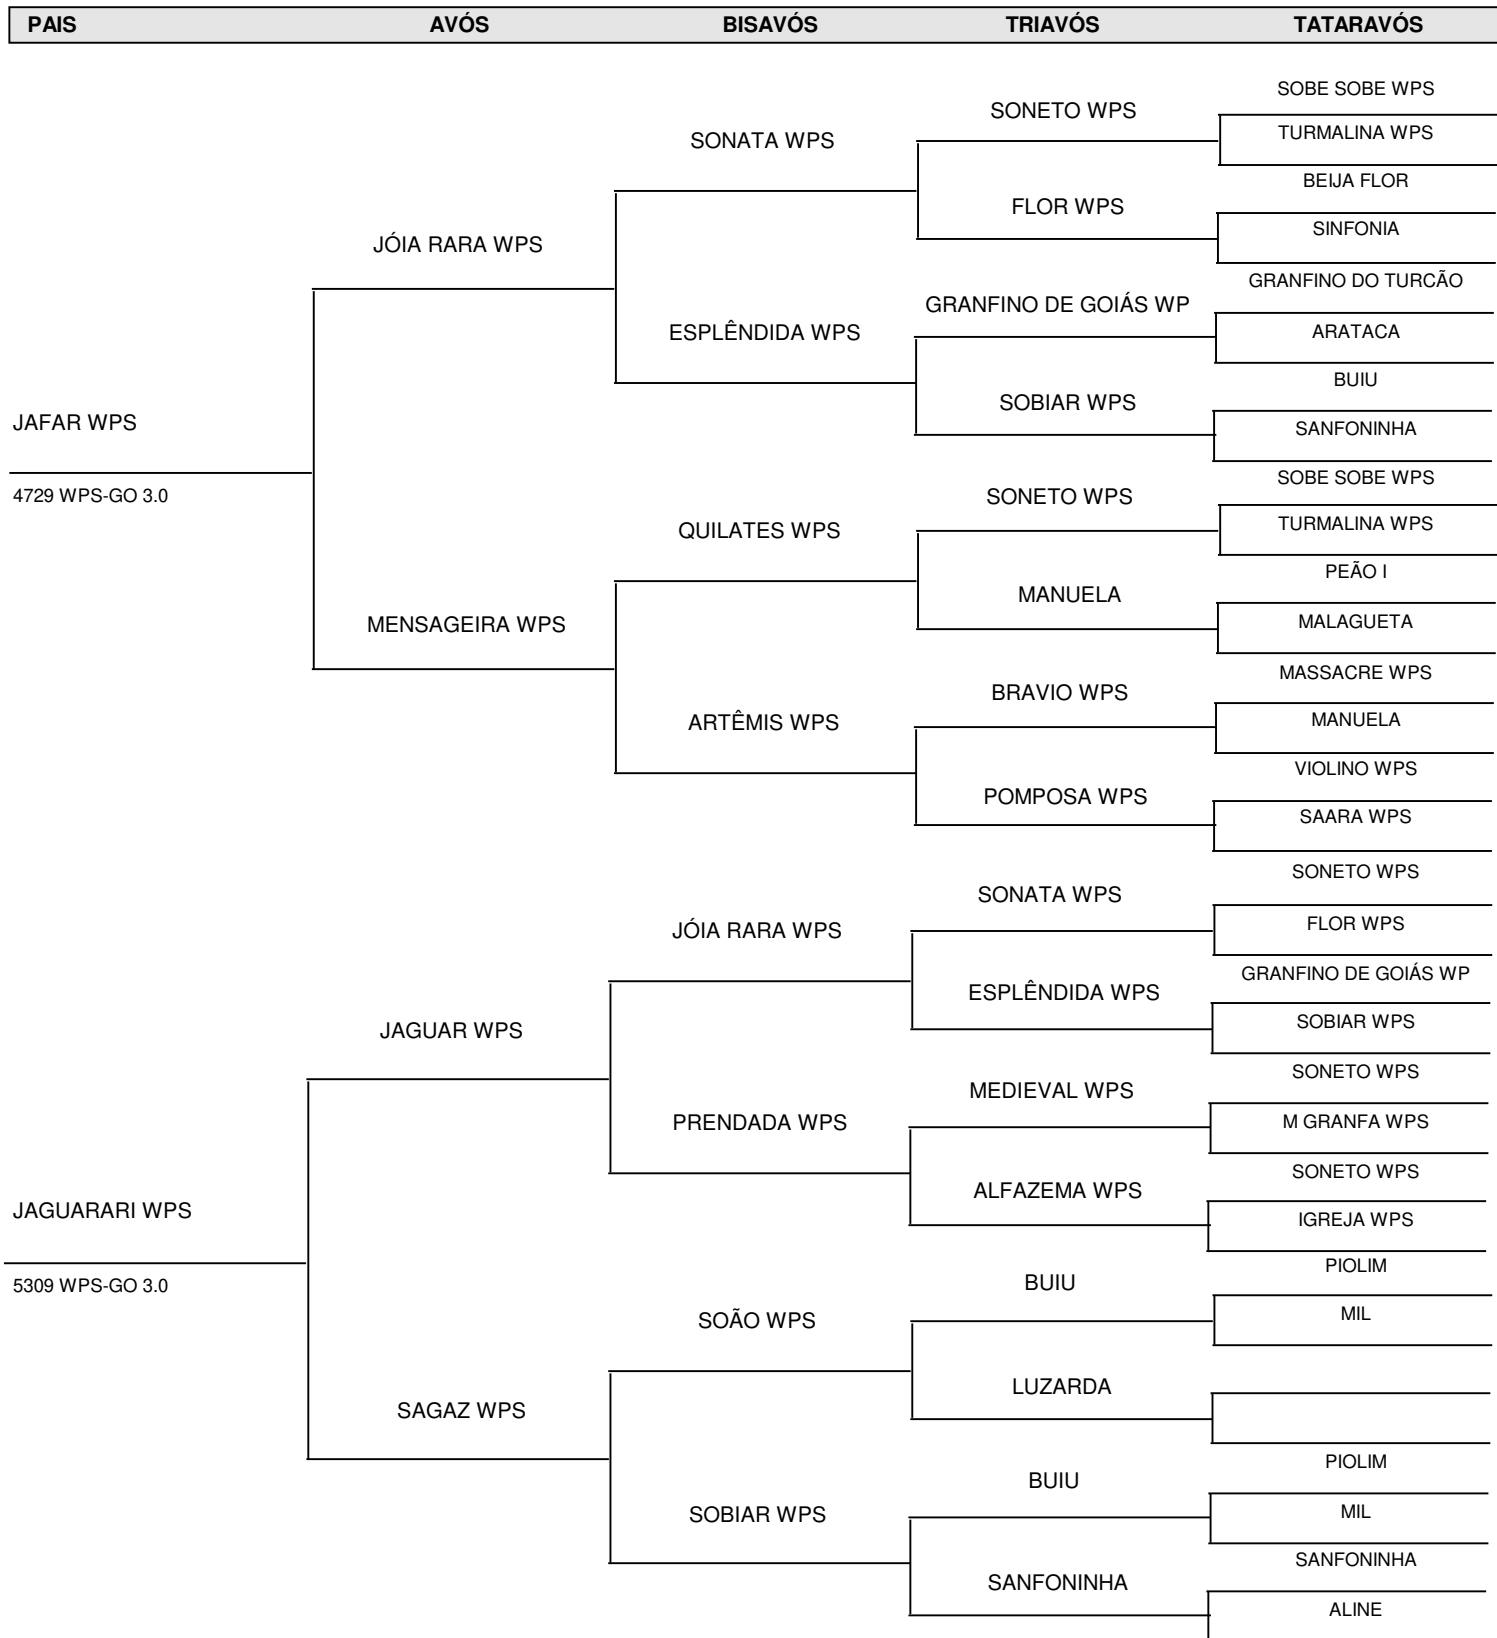 PAIS AVÓS BISAVÓS TRIAVÓS TATARAVÓS
SOBE SOBE WPS
SONETO WPS
TURMALINA WPS
SONATA WPS
BEIJA FLOR
FLOR WPS
SINFONIA
JÓIA RARA WPS
GRANFINO DO TURCÃO
GRANFINO DE GOIÁS WP
ARATACA
ESPLÊNDIDA WPS
BUIU
SOBIAR WPS
JAFAR WPS
SANFONINHA
SOBE SOBE WPS
4729 WPS-GO 3.0
SONETO WPS
TURMALINA WPS
QUILATES WPS
PEÃO I
MANUELA
MALAGUETA
MENSAGEIRA WPS
MASSACRE WPS
BRAVIO WPS
MANUELA
ARTÊMIS WPS
VIOLINO WPS
POMPOSA WPS
SAARA WPS
SONETO WPS
SONATA WPS
FLOR WPS
JÓIA RARA WPS
GRANFINO DE GOIÁS WP
ESPLÊNDIDA WPS
SOBIAR WPS
JAGUAR WPS
SONETO WPS
MEDIEVAL WPS
M GRANFA WPS
PRENDADA WPS
SONETO WPS
ALFAZEMA WPS
JAGUARARI WPS
IGREJA WPS
PIOLIM
5309 WPS-GO 3.0
BUIU
MIL
SOÃO WPS
LUZARDA
SAGAZ WPS
PIOLIM
BUIU
MIL
SOBIAR WPS
SANFONINHA
SANFONINHA
ALINE